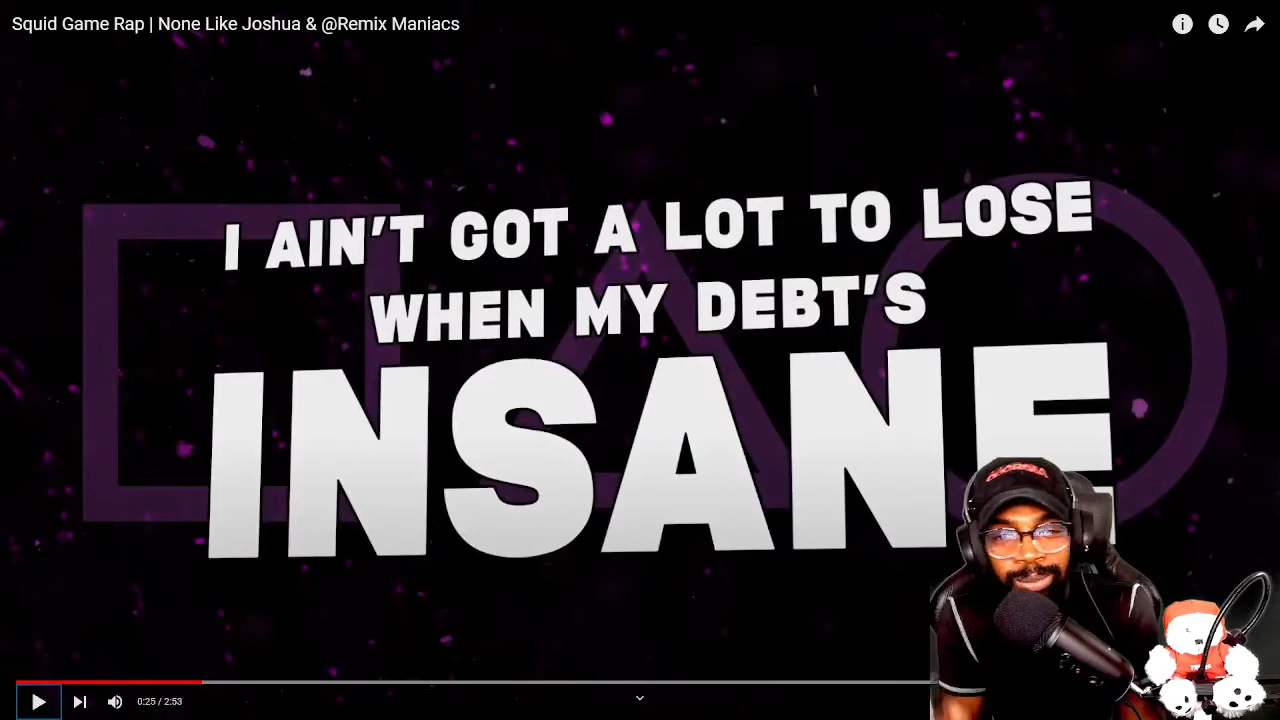 Squid Game Rap | None Like Joshua & @Remix Maniacs
I AIN'T GOT A LOT TO LOSE
WHEN MY DEBT'S
INSANE
0:25 / 2:53